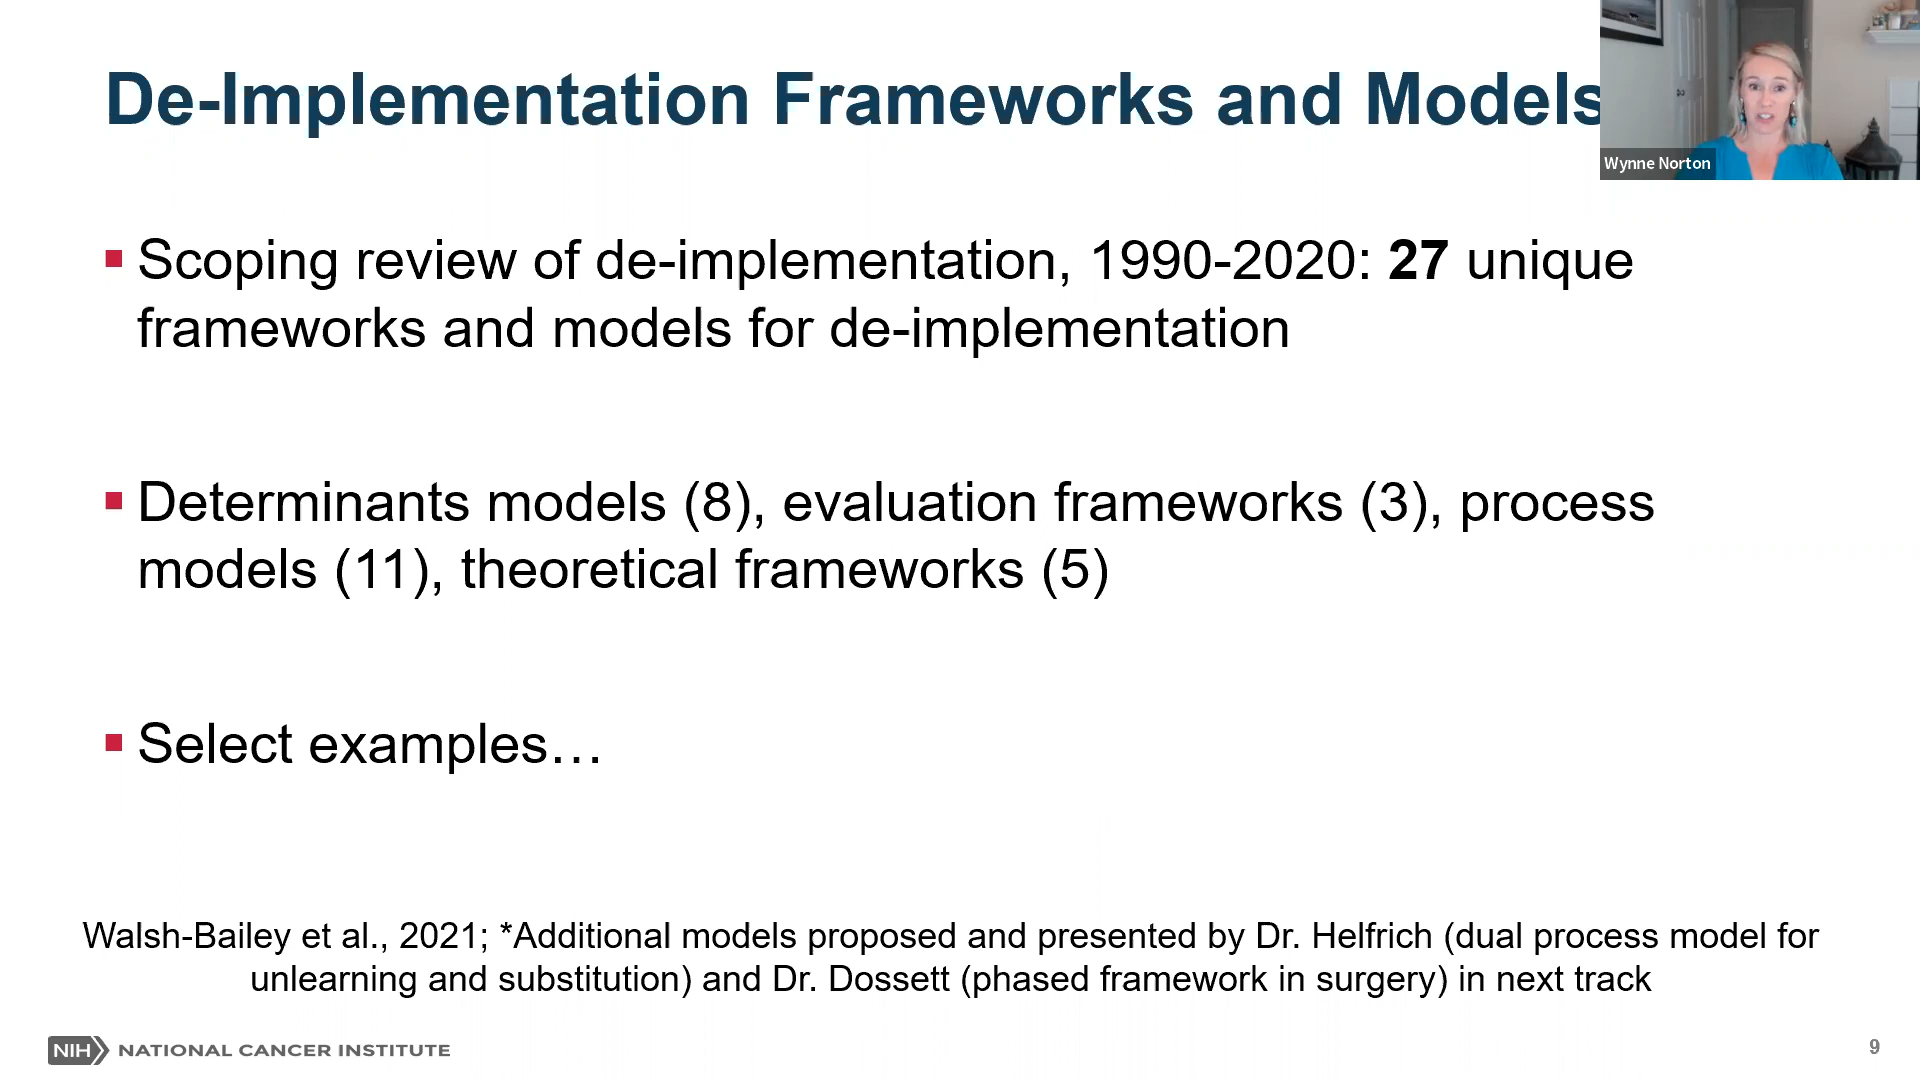 De-Implementation Frameworks and Models
Wynne Norton
▪ Scoping review of de-implementation, 1990-2020: 27 unique
frameworks and models for de-implementation
▪ Determinants models (8), evaluation frameworks (3), process
models (11), theoretical frameworks (5)
▪ Select examples…
Walsh-Bailey et al., 2021; *Additional models proposed and presented by Dr. Helfrich (dual process model for
unlearning and substitution) and Dr. Dossett (phased framework in surgery) in next track
NIH NATIONAL CANCER INSTITUTE
9